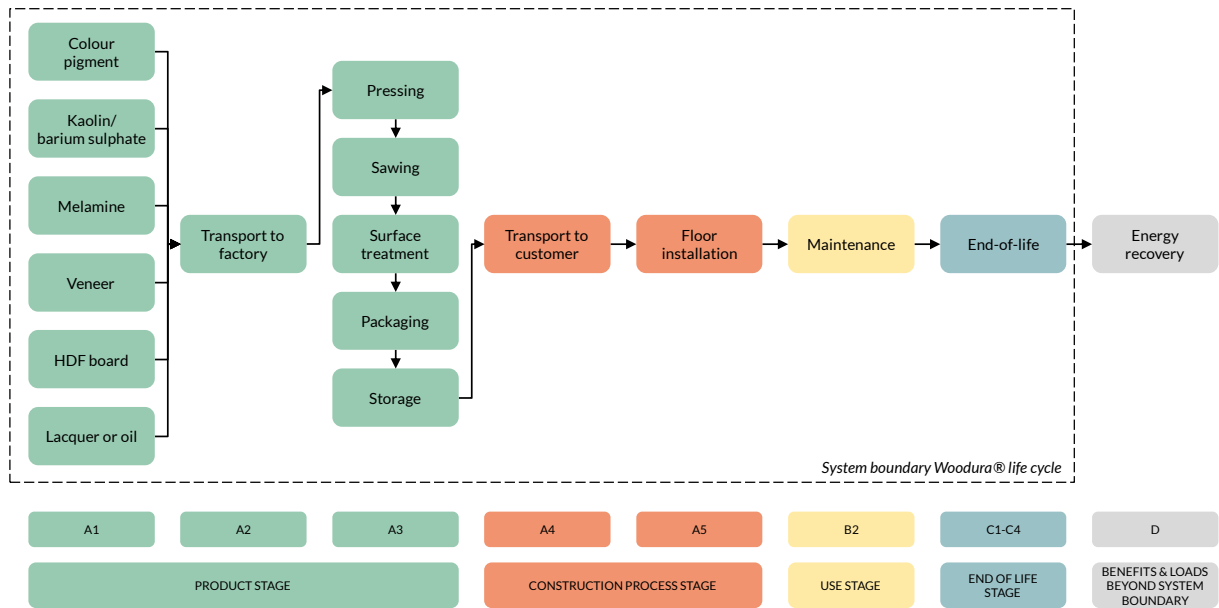 Colour
pigment
Kaolin/
barium sulphate
Melamine
Veneer
HDF board
Lacquer or oil
Transport to
factory
Pressing
Sawing
Surface
treatment
Packaging
Storage
Transport to
customer
Floor
installation
Maintenance
End-of-life
Energy
recovery
System boundary Woodura® life cycle
A1
A2
A3
A4
A5
B2
C1-C4
D
PRODUCT STAGE
CONSTRUCTION PROCESS STAGE
USE STAGE
END OF LIFE
STAGE
BENEFITS & LOADS
BEYOND SYSTEM
BOUNDARY